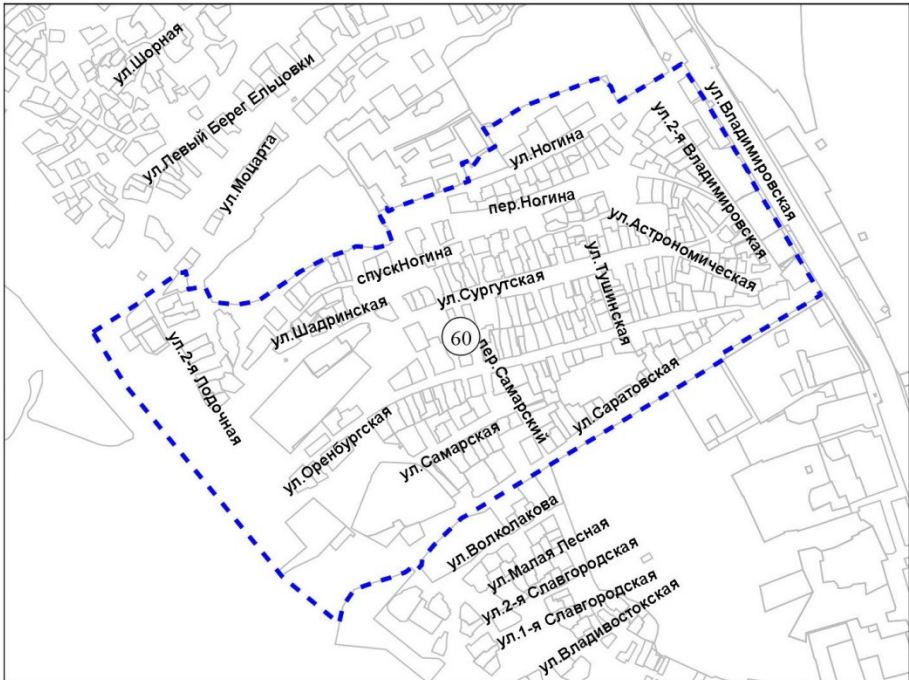 ул.Шорная
ул.Левый Берег Ельцовки
ул.Моцарта
ул.Владимировская
ул.2-я Владимировская
ул.Ногина
пер.Ногина
ул.Астрономическая
спускНогина
ул.Сургутская
ул.Тушинская
ул.Шадринская
60
ул.2-я Лодочная
пер.Самарский
ул.Саратовская
ул.Оренбургская
ул.Самарская
ул.Волколакова
ул.Малая Лесная
ул.2-я Славгородская
ул.1-я Славгородская
ул.Владивостокская